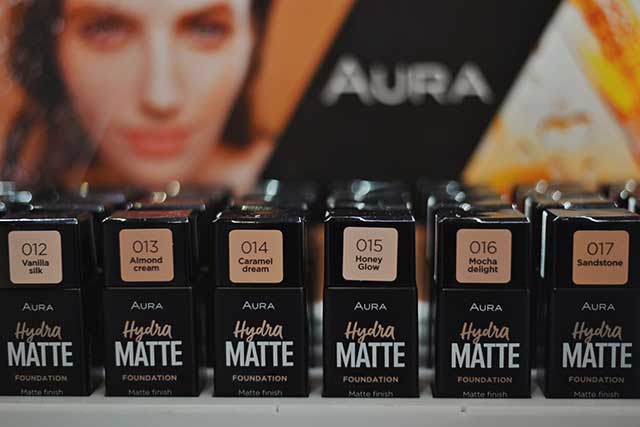 AURA
012
Vanilla
silk
AURA
Hydra
MATTE
FOUNDATION
Matte finish
013
Almond
cream
AURA
Hydra
MATTE
FOUNDATION
Matte finish
014
Caramel
dream
AURA
Hydra
MATTE
FOUNDATION
Matte finish
015
Honey
Glow
AURA
Hydra
MATTE
FOUNDATION
Matte finish
016
Mocha
delight
AURA
Hydra
MATTE
FOUNDATION
Matte finish
017
Sandstone
AURA
Hydra
MATTE
FOUNDATION
Matte finish